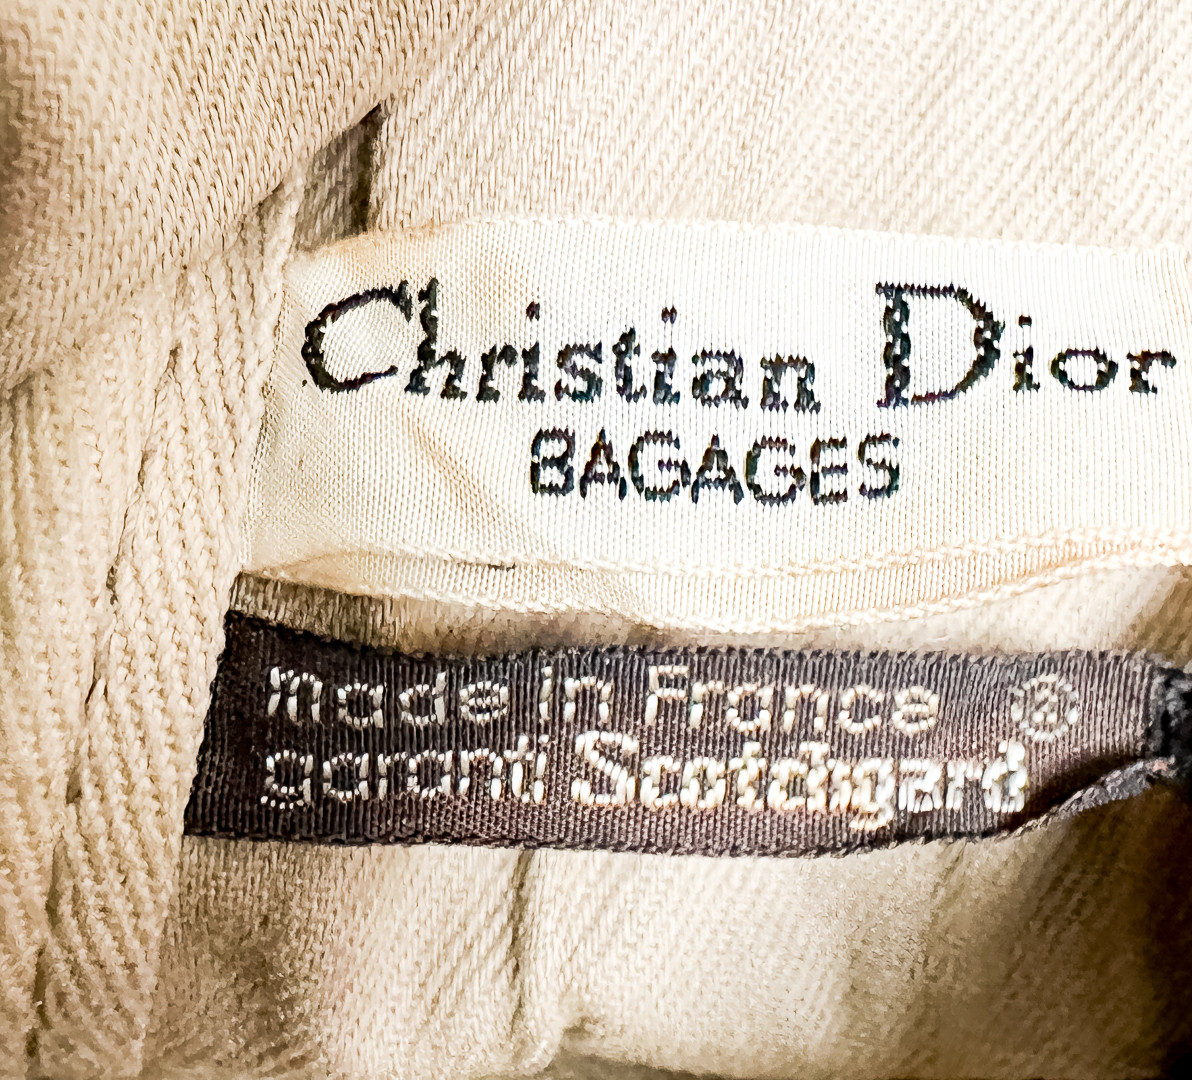 Christian Dior
BAGAGES
made in France ®
garanti Scotchgard